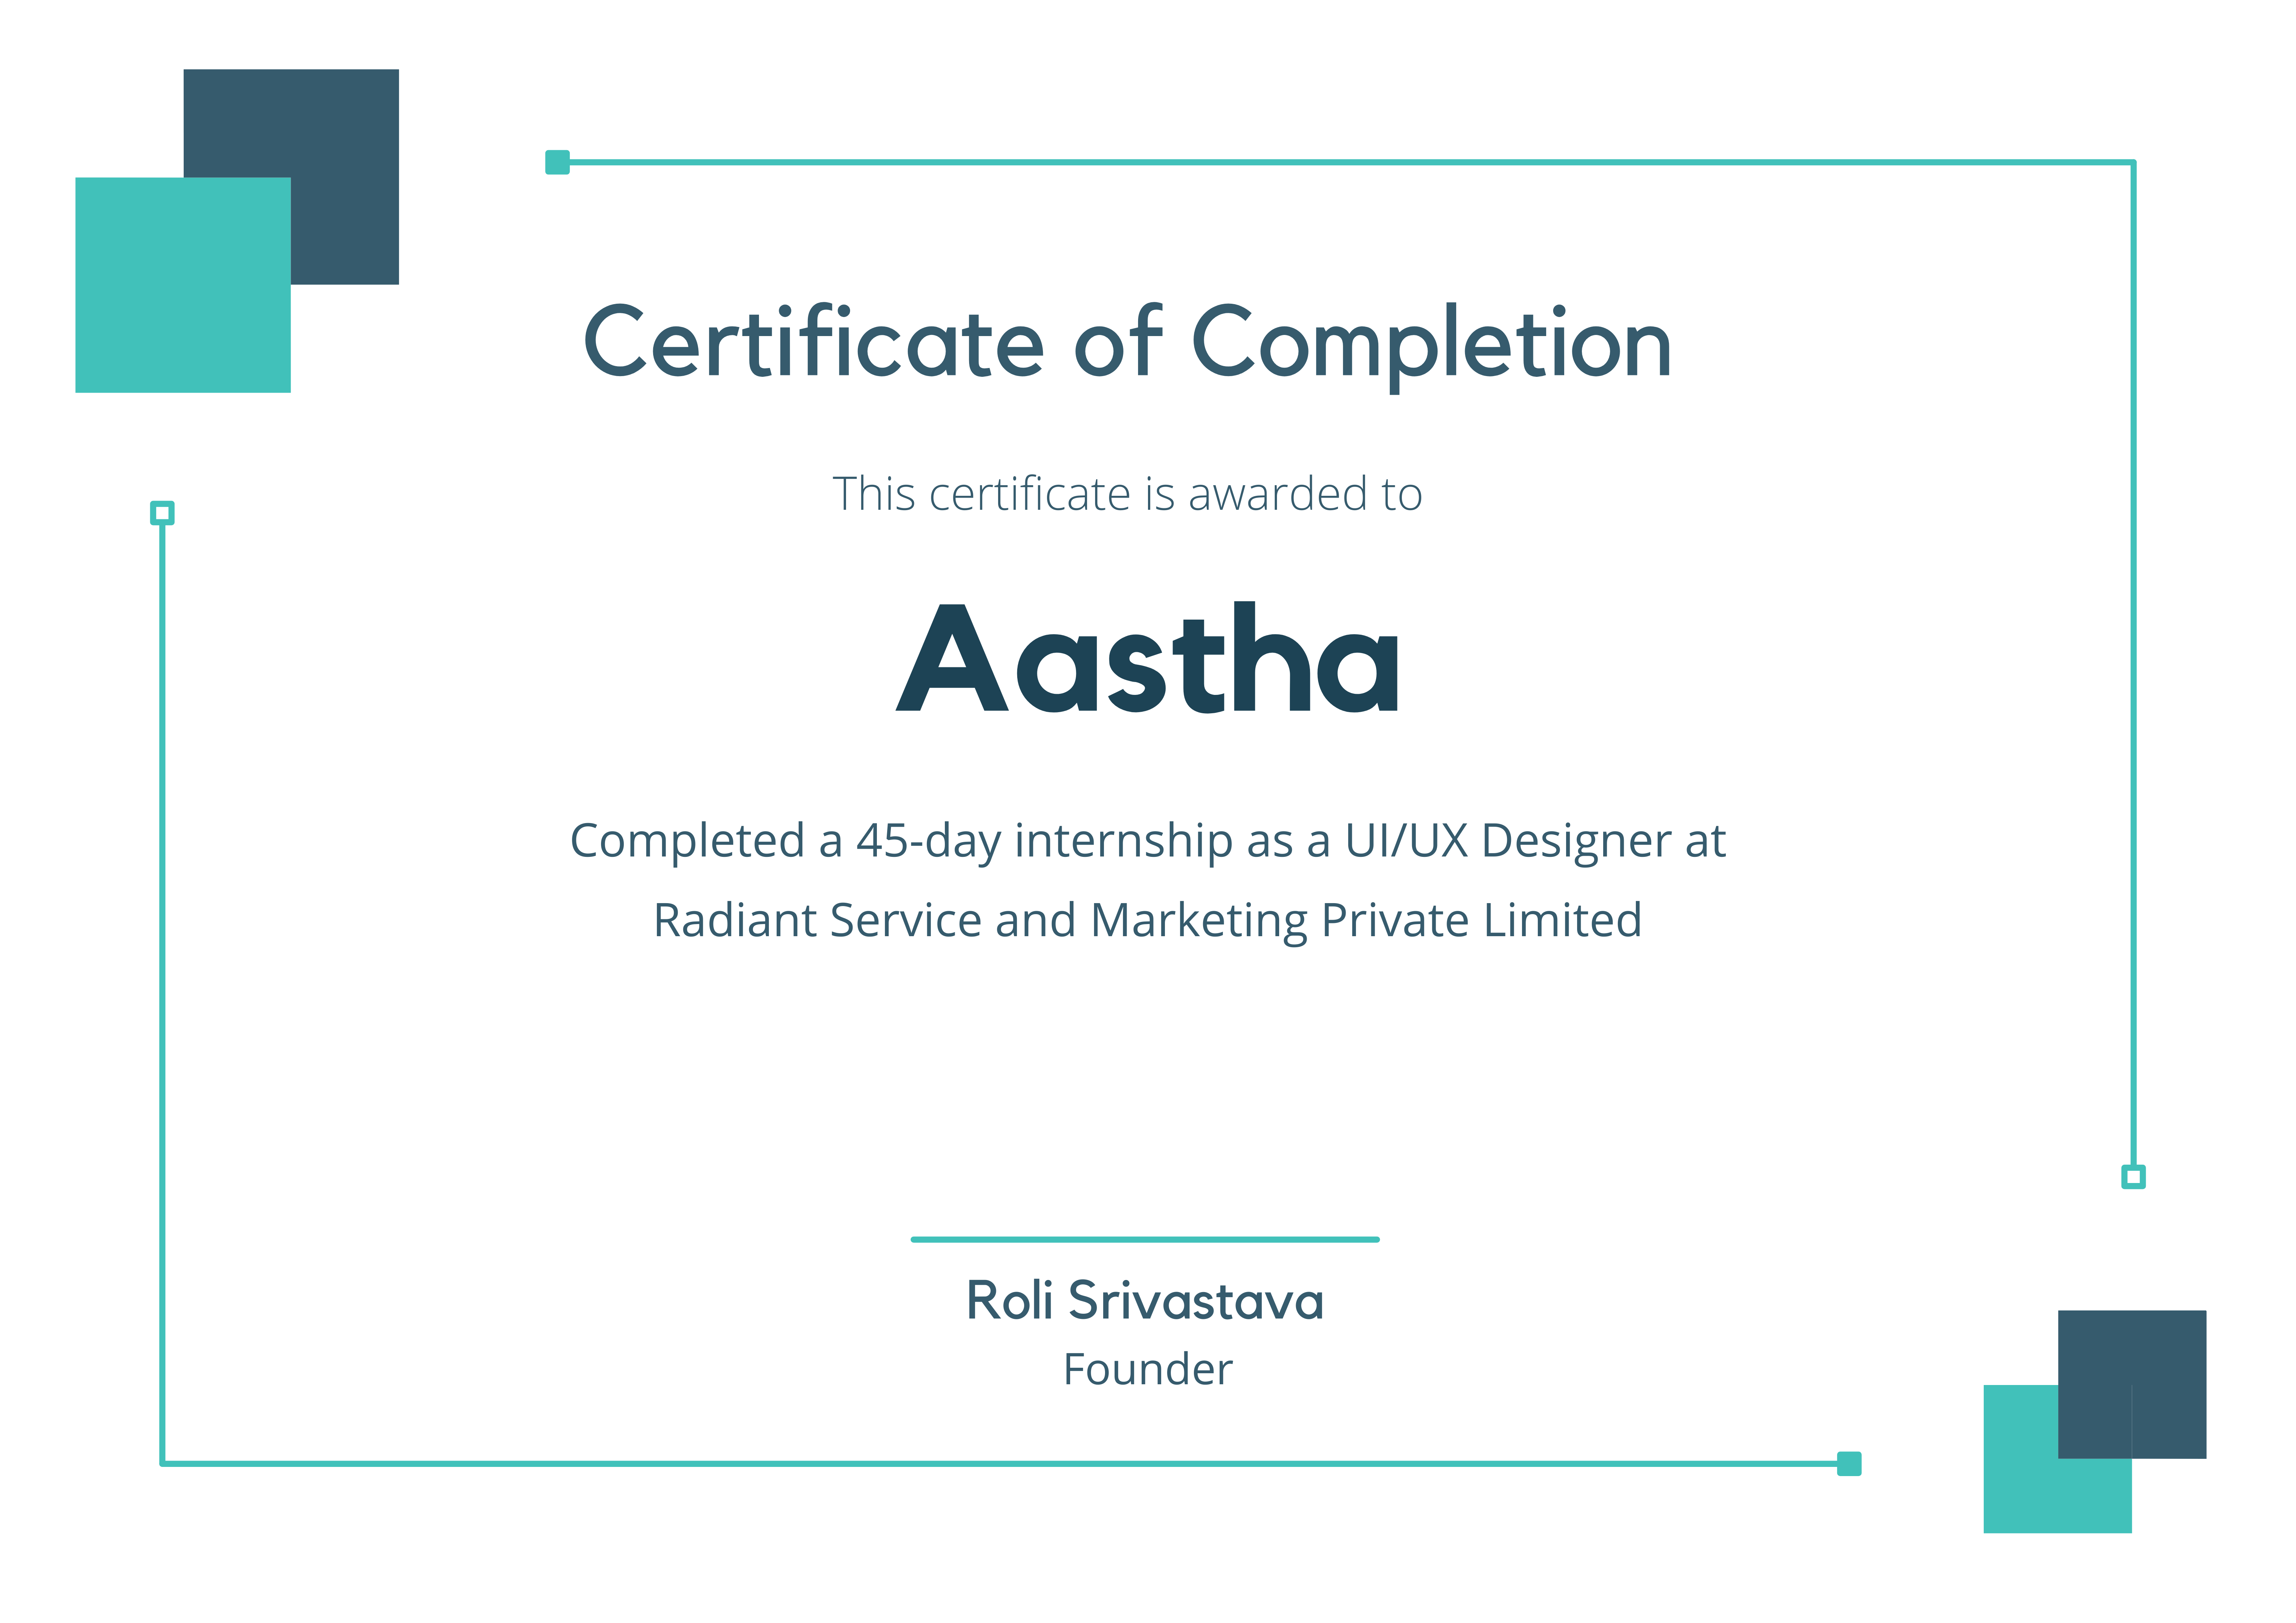 Certificate of Completion
This certificate is awarded to
Aastha
Completed a 45-day internship as a UI/UX Designer at
Radiant Service and Marketing Private Limited
Roli Srivastava
Founder